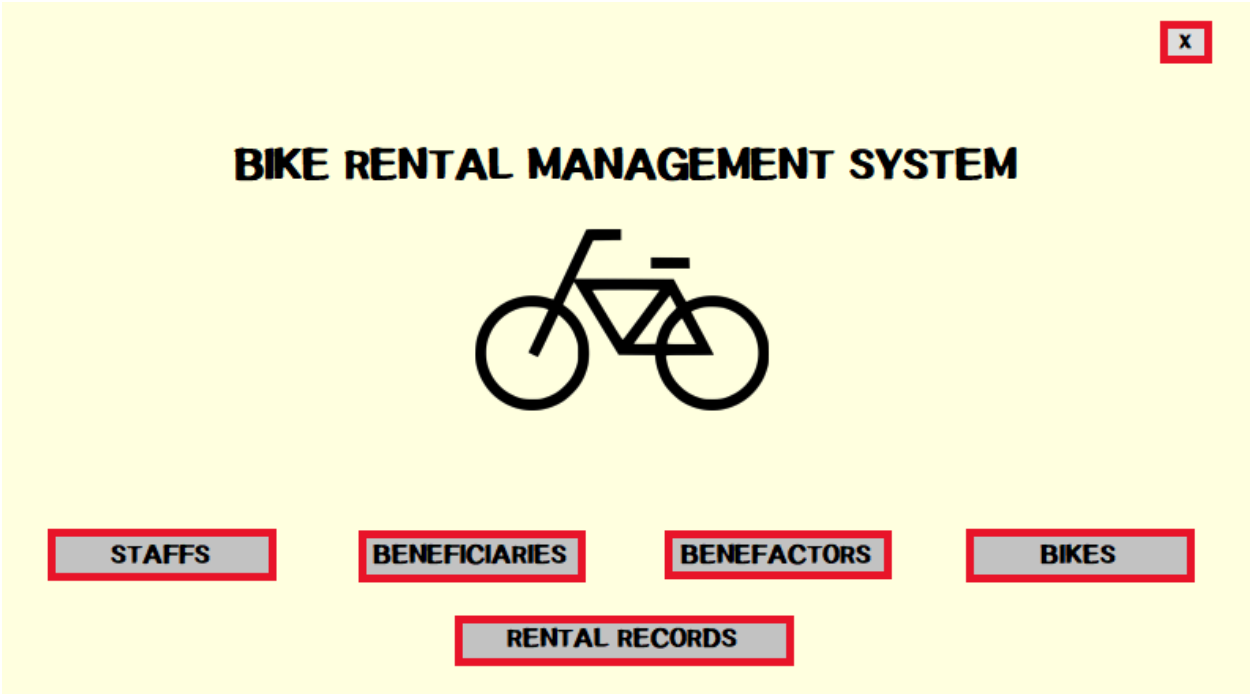 X
BIKE RENTAL MANAGEMENT SYSTEM
STAFFS
BENEFICIARIES
BENEFACTORS
BIKES
RENTAL RECORDS